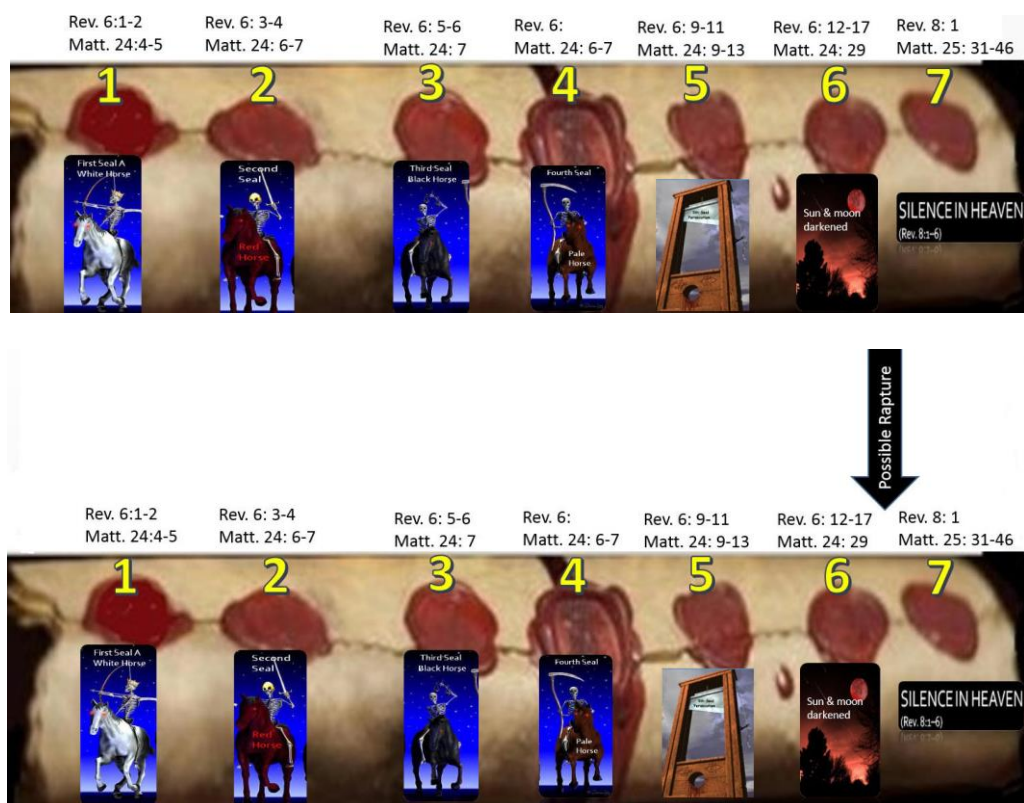 Rev. 6:1-2
Matt. 24:4-5
Rev. 6: 3-4
Matt. 24: 6-7
Rev. 6: 5-6
Matt. 24: 7
Rev. 6:
Matt. 24: 6-7
Rev. 6: 9-11
Matt. 24: 9-13
Rev. 6: 12-17
Matt. 24: 29
Rev. 8: 1
Matt. 25: 31-46
1
2
3
4
5
6
7
First Seal A
White Horse
Second
Seal
Red
Horse
Third Seal
Black Horse
Fourth Seal
Pale
Horse
5th Seal
Persecution
Sun & moon
darkened
SILENCE IN HEAVEN
(Rev. 8:1-6)
Possible Rapture
Rev. 6:1-2
Matt. 24:4-5
Rev. 6: 3-4
Matt. 24: 6-7
Rev. 6: 5-6
Matt. 24: 7
Rev. 6:
Matt. 24: 6-7
Rev. 6: 9-11
Matt. 24: 9-13
Rev. 6: 12-17
Matt. 24: 29
Rev. 8: 1
Matt. 25: 31-46
1
2
3
4
5
6
7
First Seal A
White Horse
Second
Seal
Red
Horse
Third Seal
Black Horse
Fourth Seal
Pale
Horse
5th Seal
Persecution
Sun & moon
darkened
SILENCE IN HEAVEN
(Rev. 8:1-6)